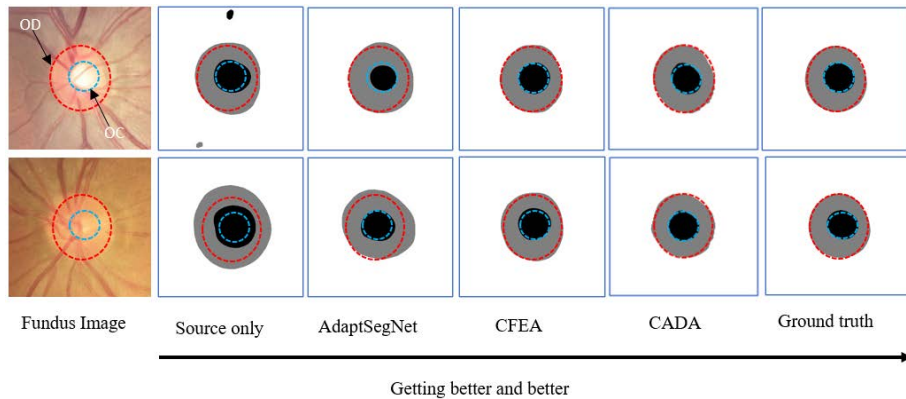 OD
OC
Fundus Image
Source only
AdaptSegNet
CFEA
CADA
Ground truth
Getting better and better